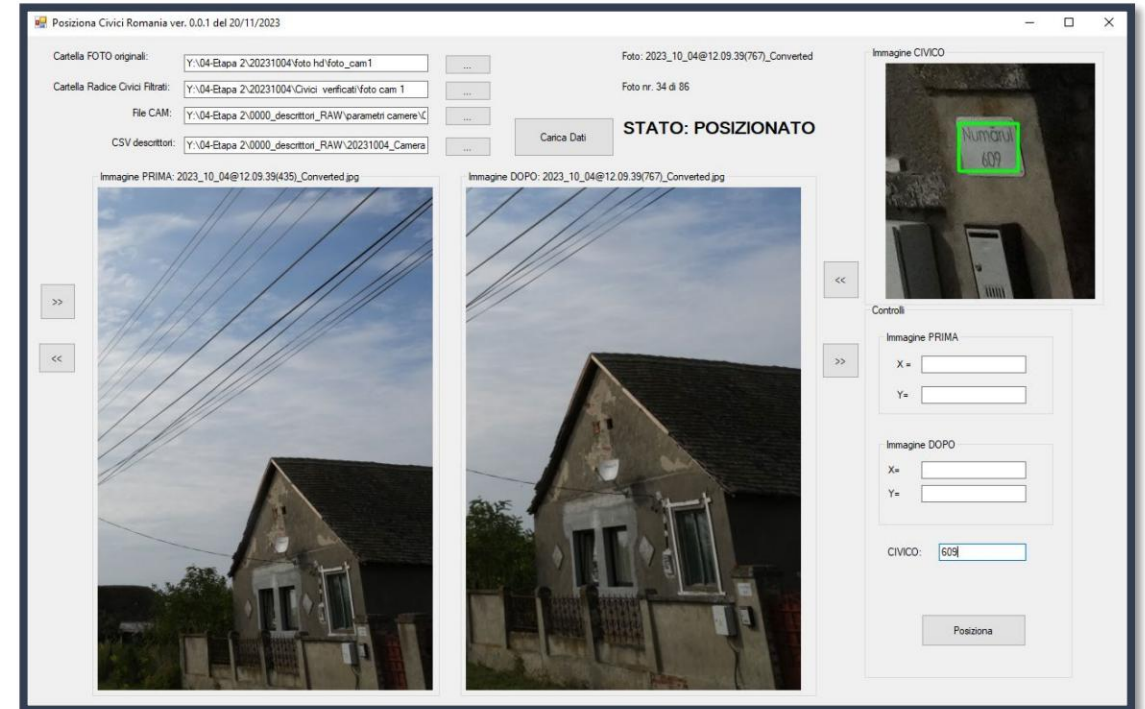 Posiziona Civici Romania ver. 0.0.1 del 20/11/2023
Cartella FOTO originali:
Y:\04-Etapa 2\20231004\foto hd\foto_cam1
...
Foto: 2023_10_04@12.09.39(767)_Converted
Cartella Radice Civici Filtrati:
Y:\04-Etapa 2\20231004\Civici verificati\foto cam 1
...
Foto nr. 34 di 86
File CAM:
Y:\04-Etapa 2\0000_descrittori_RAW\parametri camere\
...
CSV descrittori:
Y:\04-Etapa 2\0000_descrittori_RAW\20231004_Camera
...
Carica Dati
STATO: POSIZIONATO
Immagine PRIMA: 2023_10_04@12.09.39(435)_Converted.jpg
Immagine DOPO: 2023_10_04@12.09.39(767)_Converted.jpg
>>
<<
<<
>>
Immagine CIVICO
Numărul
609
Controlli
Immagine PRIMA
X =
Y=
Immagine DOPO
X=
Y=
CIVICO:
609
Posiziona